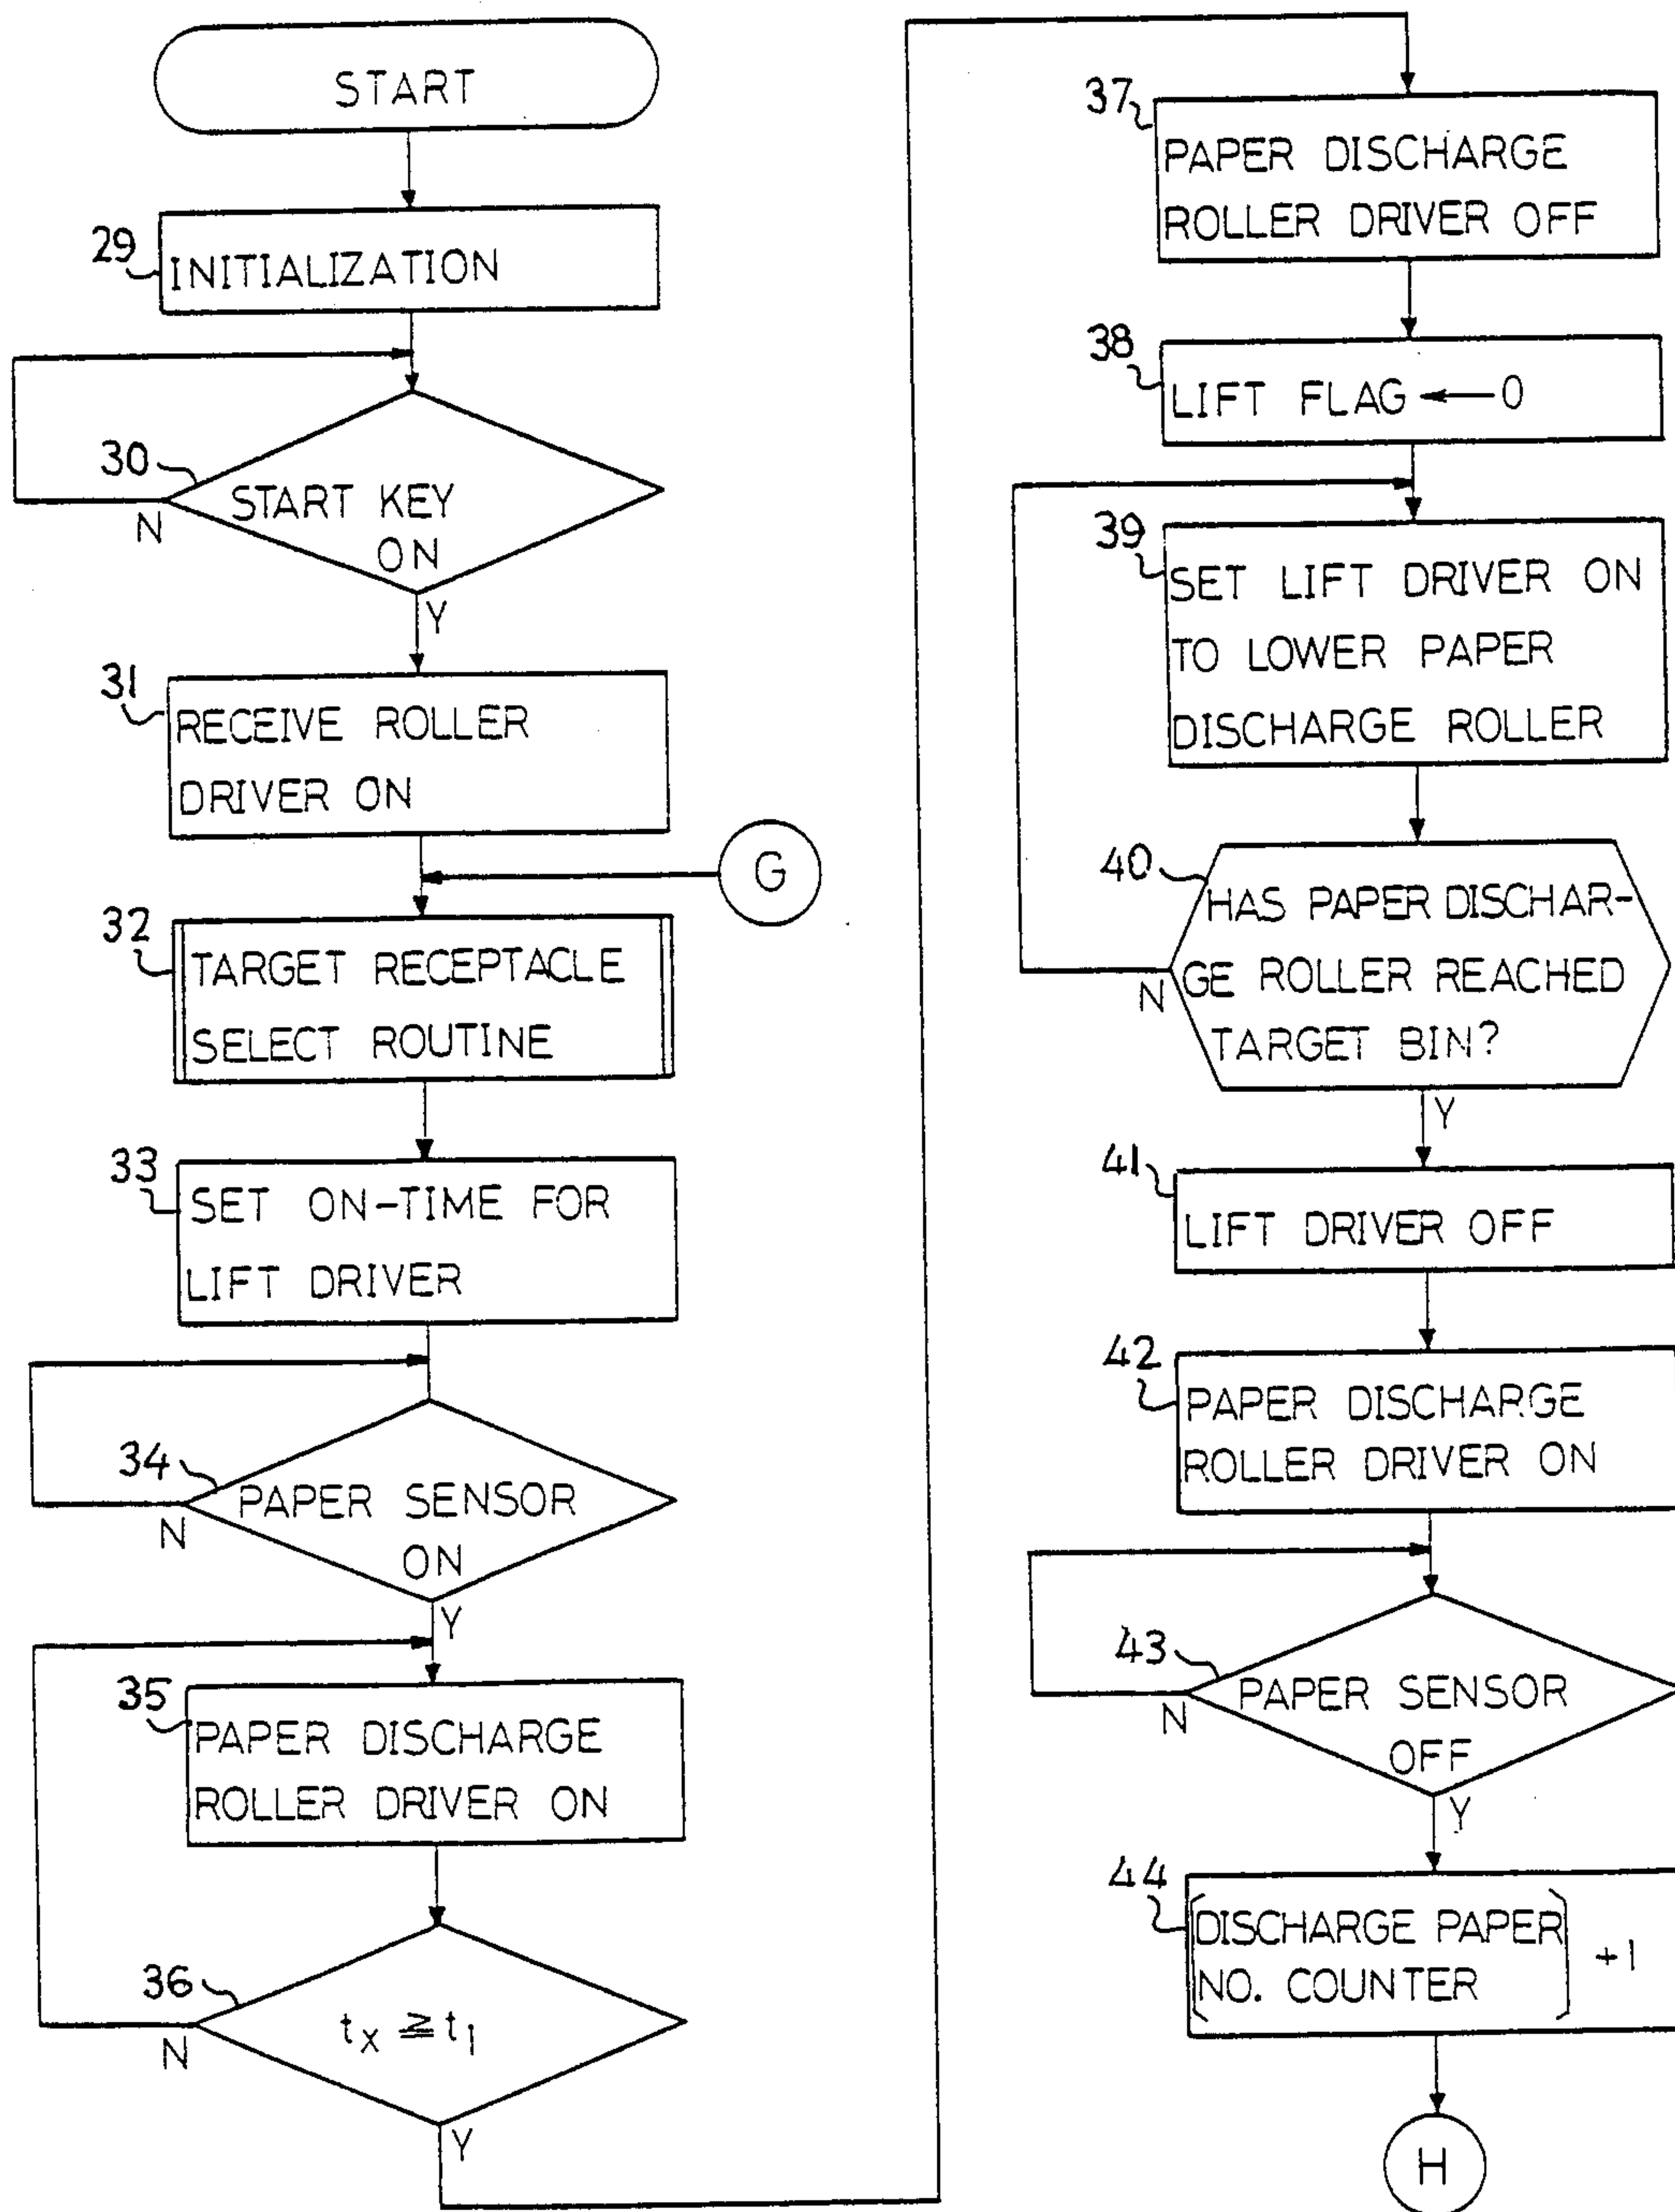 START
29
INITIALIZATION
30
START KEY
ON
N
Y
31
RECEIVE ROLLER
DRIVER ON
G
32
TARGET RECEPTACLE
SELECT ROUTINE
33
SET ON-TIME FOR
LIFT DRIVER
34
PAPER SENSOR
ON
N
Y
35
PAPER DISCHARGE
ROLLER DRIVER ON
36
tx ≧ t1
N
Y
37
PAPER DISCHARGE
ROLLER DRIVER OFF
38
LIFT FLAG ← 0
39
SET LIFT DRIVER ON
TO LOWER PAPER
DISCHARGE ROLLER
40
HAS PAPER DISCHAR-
GE ROLLER REACHED
TARGET BIN?
N
Y
41
LIFT DRIVER OFF
42
PAPER DISCHARGE
ROLLER DRIVER ON
43
PAPER SENSOR
OFF
N
Y
44
[DISCHARGE PAPER
NO. COUNTER] +1
H